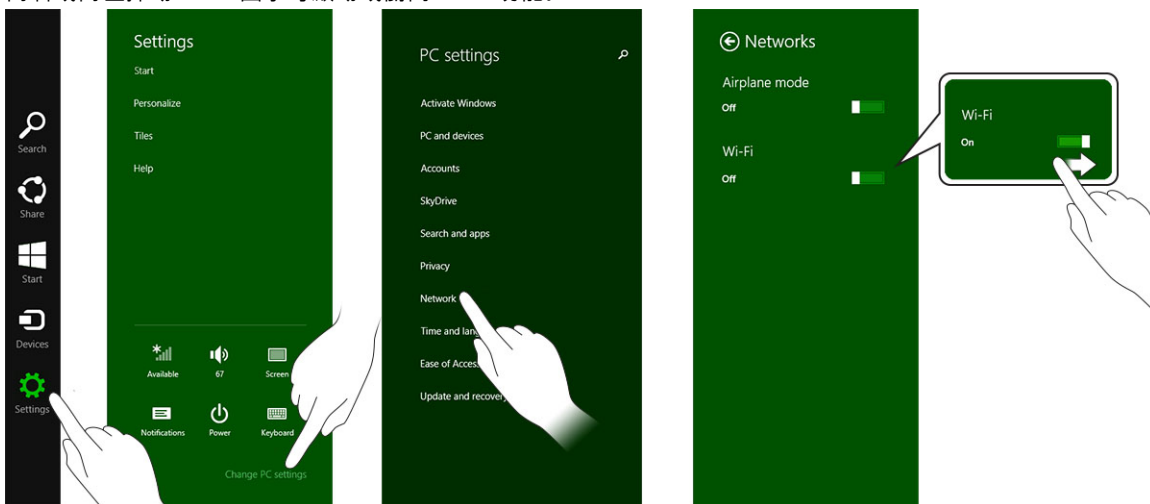 Search
Share
Start
Devices
Settings
Settings
Start
Personalize
Tiles
Help
Available
67
Screen
Notifications
Power
Keyboard
Change PC settings
PC settings
Activate Windows
PC and devices
Accounts
SkyDrive
Search and apps
Privacy
Network
Time and
Ease of Access
Update and recovery
Networks
Airplane mode
Off
Wi-Fi
Off
Wi-Fi
On